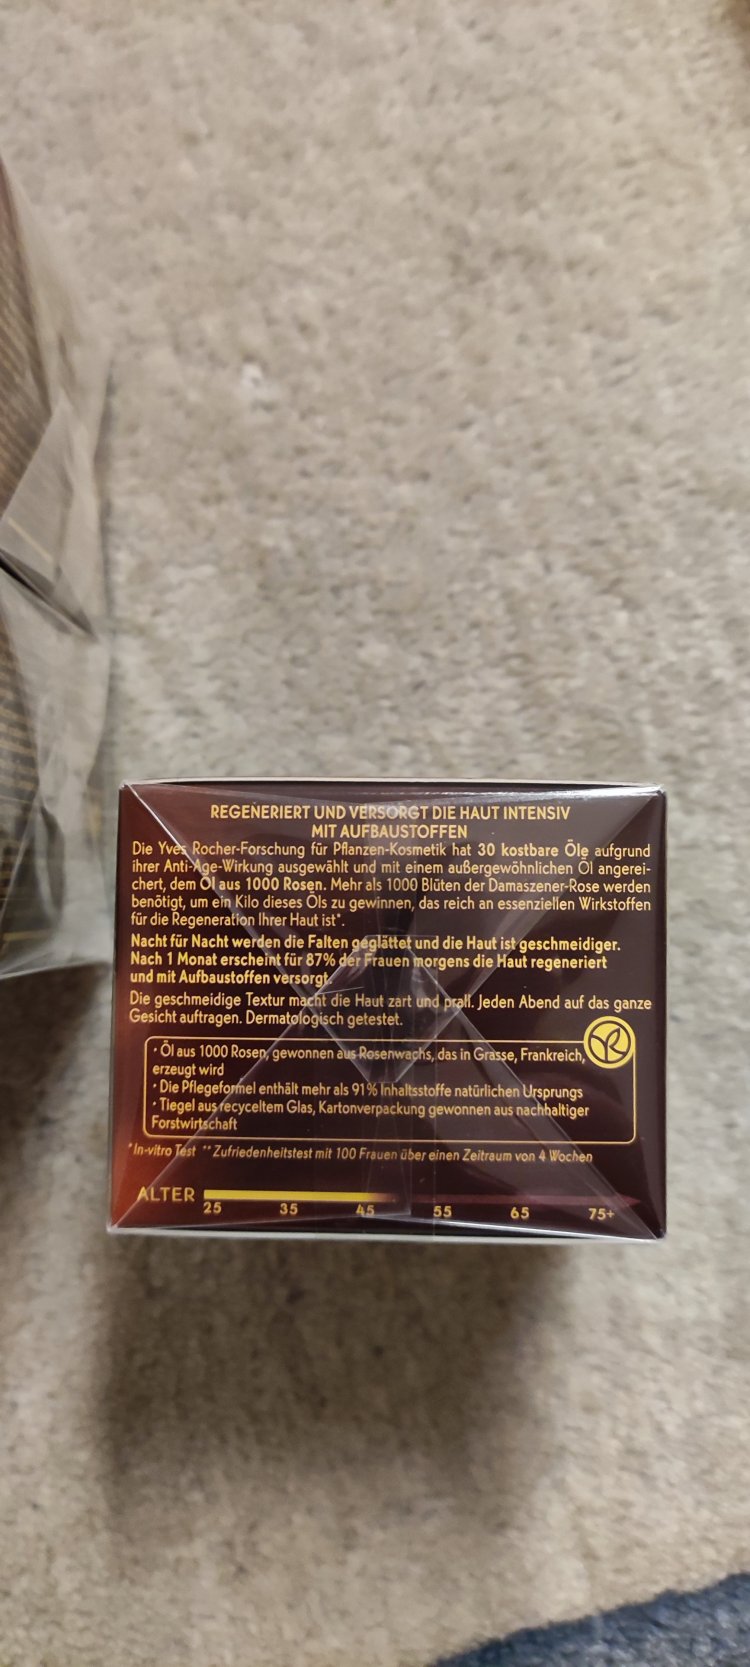 REGENERIERT UND VERSORGT DIE HAUT INTENSIV
MIT AUFBAUSTOFFEN
Die Yves Rocher-Forschung für Pflanzen-Kosmetik hat 30 kostbare Öle aufgrund
ihrer Anti-Age-Wirkung ausgewählt und mit einem außergewöhnlichen Öl angerei-
chert, dem Öl aus 1000 Rosen. Mehr als 1000 Blüten der Damaszener-Rose werden
benötigt, um ein Kilo dieses Öls zu gewinnen, das reich an essenziellen Wirkstoffen
für die Regeneration Ihrer Haut ist*.
Nacht für Nacht werden die Falten geglättet und die Haut ist geschmeidiger.
Nach 1 Monat erscheint für 87% der Frauen morgens die Haut regeneriert
und mit Aufbaustoffen versorgt.
Die geschmeidige Textur macht die Haut zart und prall. Jeden Abend auf das ganze
Gesicht auftragen. Dermatologisch getestet.
• Öl aus 1000 Rosen, gewonnen aus Rosenwachs, das in Grasse, Frankreich,
erzeugt wird
• Die Pflegeformel enthält mehr als 91% Inhaltsstoffe natürlichen Ursprungs
• Tiegel aus recyceltem Glas, Kartonverpackung gewonnen aus nachhaltiger
Forstwirtschaft
*In-vitro Test **Zufriedenheitstest mit 100 Frauen über einen Zeitraum von 4 Wochen
ALTER
25 35 45 55 65 75+